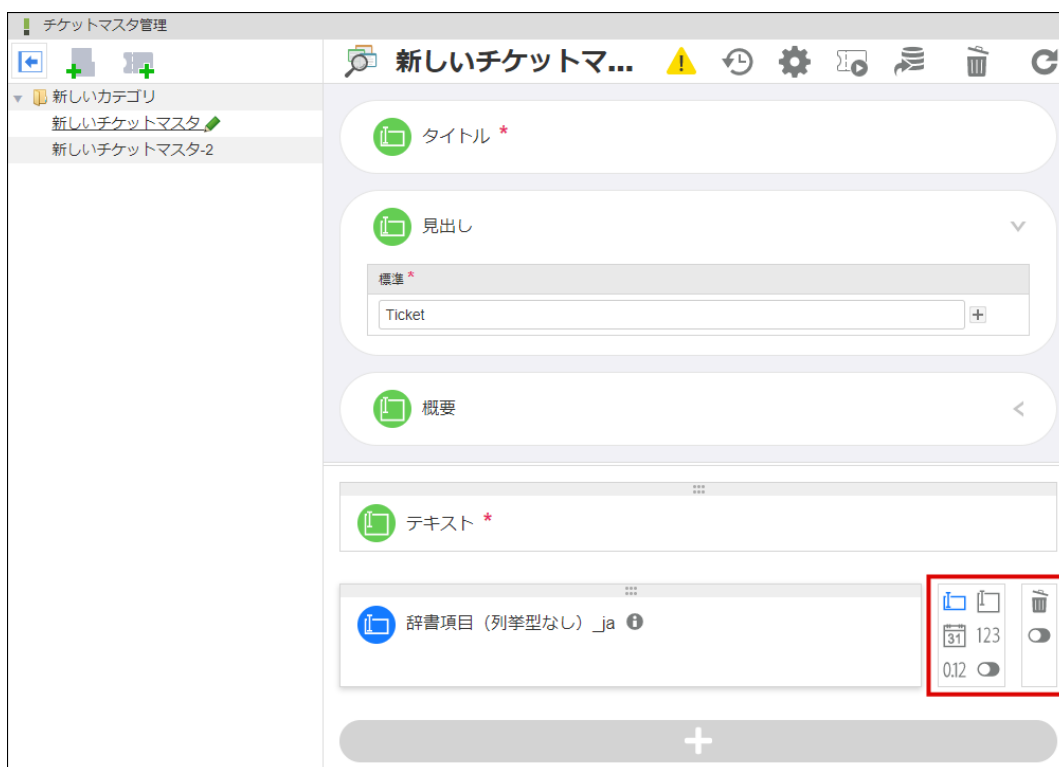 チケットマスタ管理
新しいチケットマ...
新しいカテゴリ
新しいチケットマスタ
新しいチケットマスタ-2
タイトル *
見出し
標準 *
Ticket
概要
テキスト *
辞書項目（列挙型なし）_ja
31 123
0.12